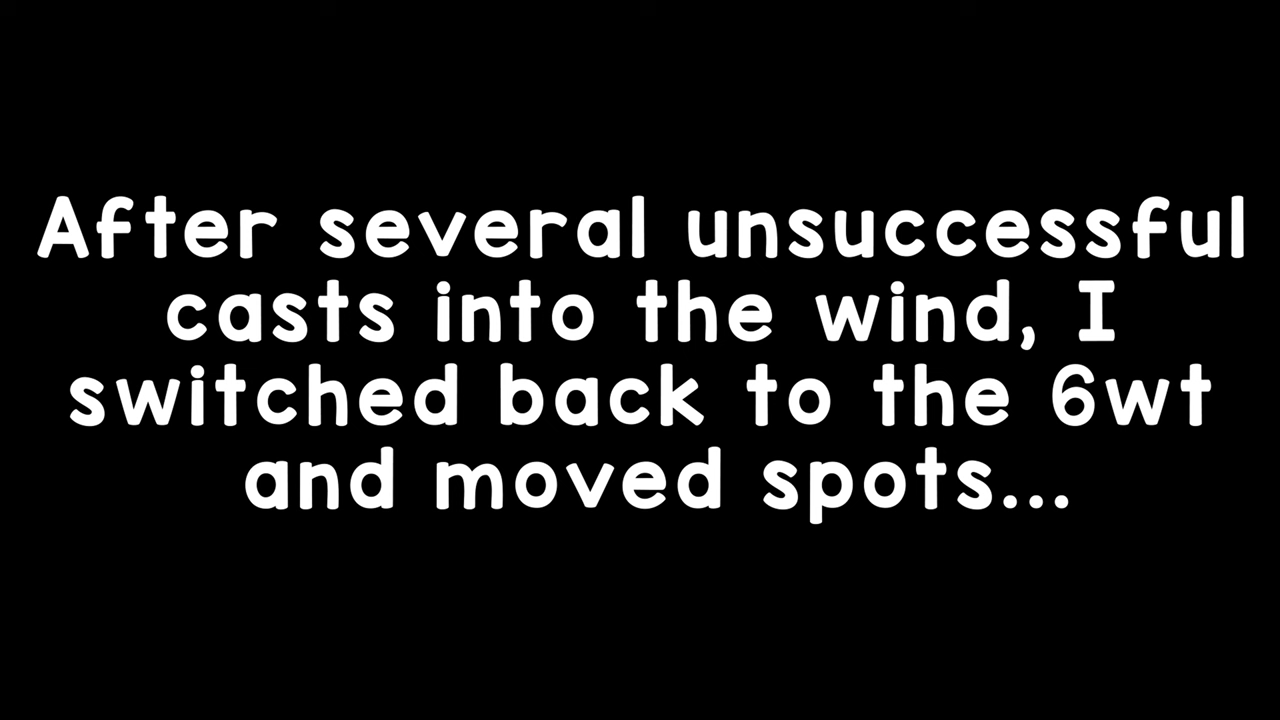 After several unsuccessful
casts into the wind, I
switched back to the 6wt
and moved spots...